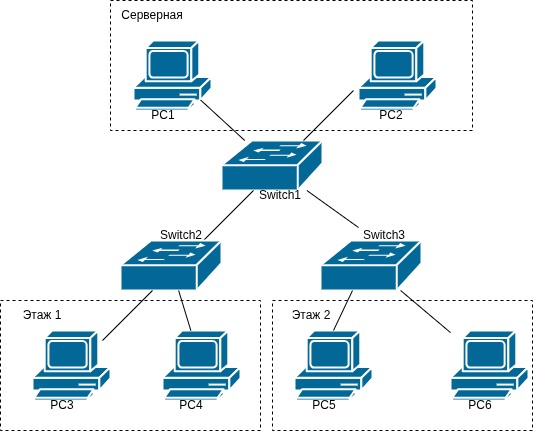 Серверная
PC1
PC2
Switch1
Switch2
Switch3
Этаж 1
Этаж 2
PC3
PC4
PC5
PC6